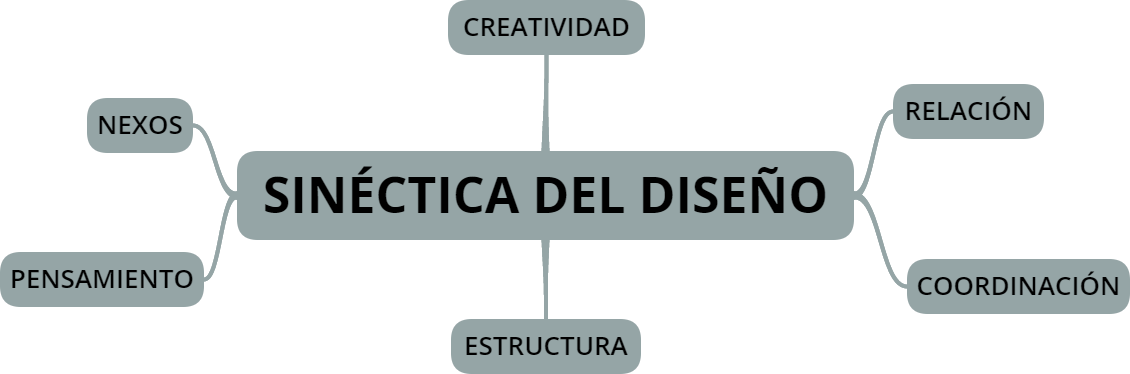 CREATIVIDAD
RELACIÓN
NEXOS
SINÉCTICA DEL DISEÑO
PENSAMIENTO
COORDINACIÓN
ESTRUCTURA